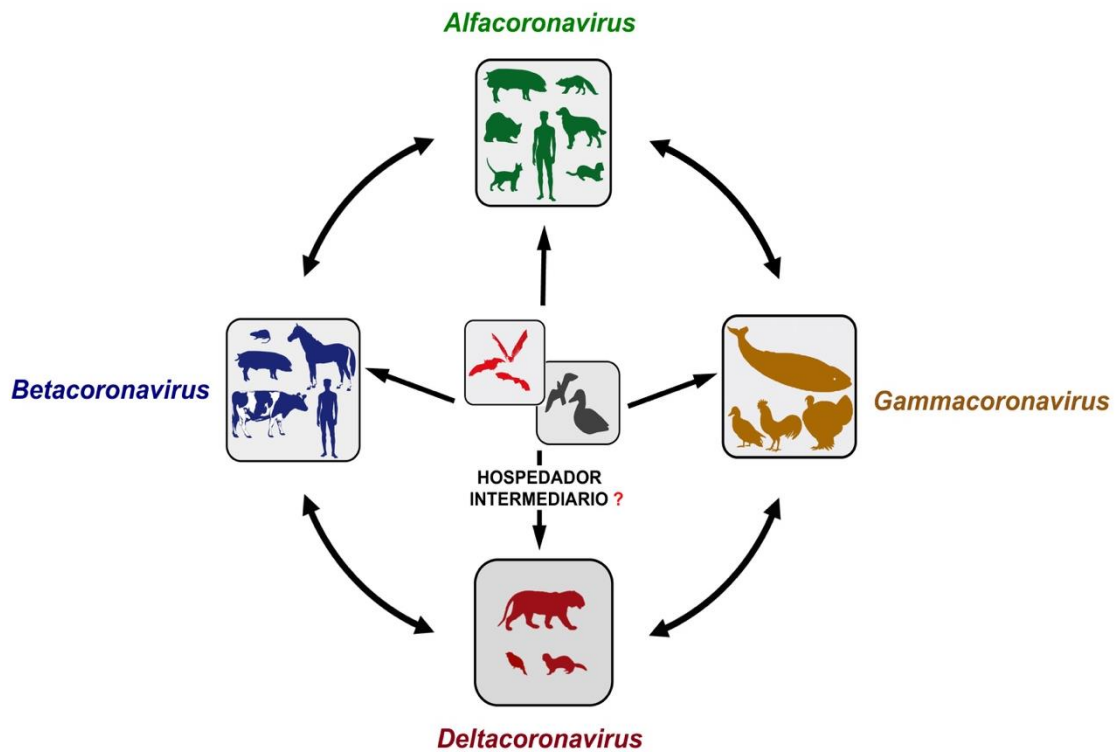 Alfacoronavirus
Betacoronavirus
Gammacoronavirus
HOSPEDADOR
INTERMEDIARIO ?
Deltacoronavirus